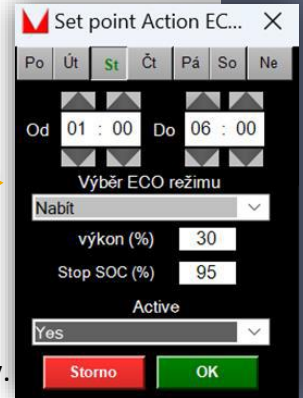 Set point Action EC...
Po Út St Čt Pá So Ne
Od 01 : 00 Do 06 : 00
Výběr ECO režimu
Nabít
výkon (%) 30
Stop SOC (%) 95
Active
Yes
Storno OK